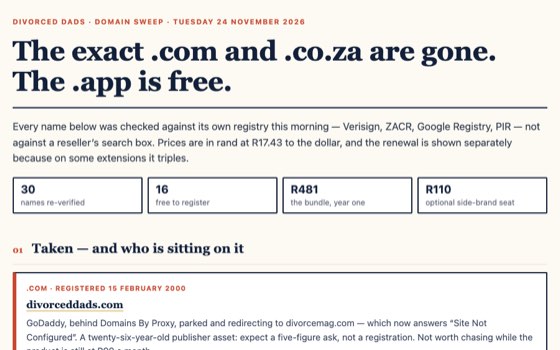 DIVORCED DADS · DOMAIN SWEEP · TUESDAY 24 NOVEMBER 2026
The exact .com and .co.za are gone.
The .app is free.
Every name below was checked against its own registry this morning — Verisign, ZACR, Google Registry, PIR — not
against a reseller's search box. Prices are in rand at R17.43 to the dollar, and the renewal is shown separately
because on some extensions it triples.
30
names re-verified
16
free to register
R481
the bundle, year one
R110
optional side-brand seat
01 Taken — and who is sitting on it
.COM · REGISTERED 15 FEBRUARY 2000
divorceddads.com
GoDaddy, behind Domains By Proxy, parked and redirecting to divorcemag.com — which now answers “Site Not
Configured”. A twenty-six-year publisher asset: expect a five-figure ask, not a registration. Not worth chasing while the